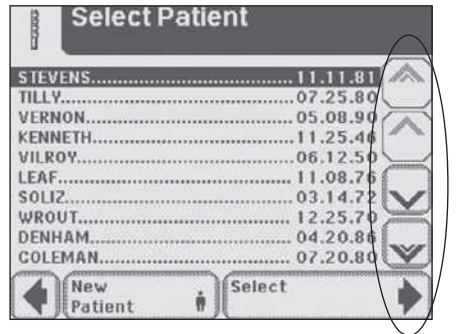 Select Patient
STEVENS..................................11.11.81
TILLY........................................07.25.80
VERNON...................................05.08.90
KENNETH.................................11.25.46
VILROY.....................................06.12.50
LEAF.........................................11.08.76
SOLIZ.......................................03.14.72
WROUT.....................................12.25.70
DENHAM...................................04.20.86
COLEMAN.................................07.20.80
New Patient
Select